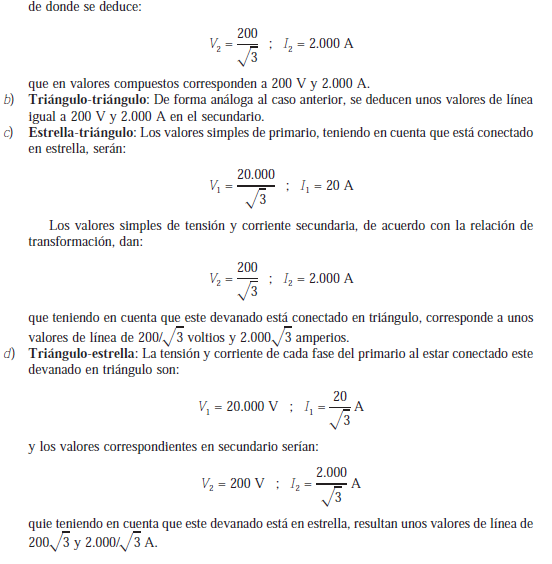 de donde se deduce:
V₂ = 200/√3 ; I₂ = 2.000 A
que en valores compuestos corresponden a 200 V y 2.000 A.
b) Triángulo-triángulo: De forma análoga al caso anterior, se deducen unos valores de línea
igual a 200 V y 2.000 A en el secundario.
c) Estrella-triángulo: Los valores simples de primario, teniendo en cuenta que está conectado
en estrella, serán:
V₁ = 20.000/√3 ; I₁ = 20 A
Los valores simples de tensión y corriente secundaria, de acuerdo con la relación de
transformación, dan:
V₂ = 200/√3 ; I₂ = 2.000 A
que teniendo en cuenta que este devanado está conectado en triángulo, corresponde a unos
valores de línea de 200/√3 voltios y 2.000√3 amperios.
d) Triángulo-estrella: La tensión y corriente de cada fase del primario al estar conectado este
devanado en triángulo son:
V₁ = 20.000 V ; I₁ = 20/√3 A
y los valores correspondientes en secundario serían:
V₂ = 200 V ; I₂ = 2.000/√3 A
quie teniendo en cuenta que este devanado está en estrella, resultan unos valores de línea de
200√3 y 2.000/√3 A.